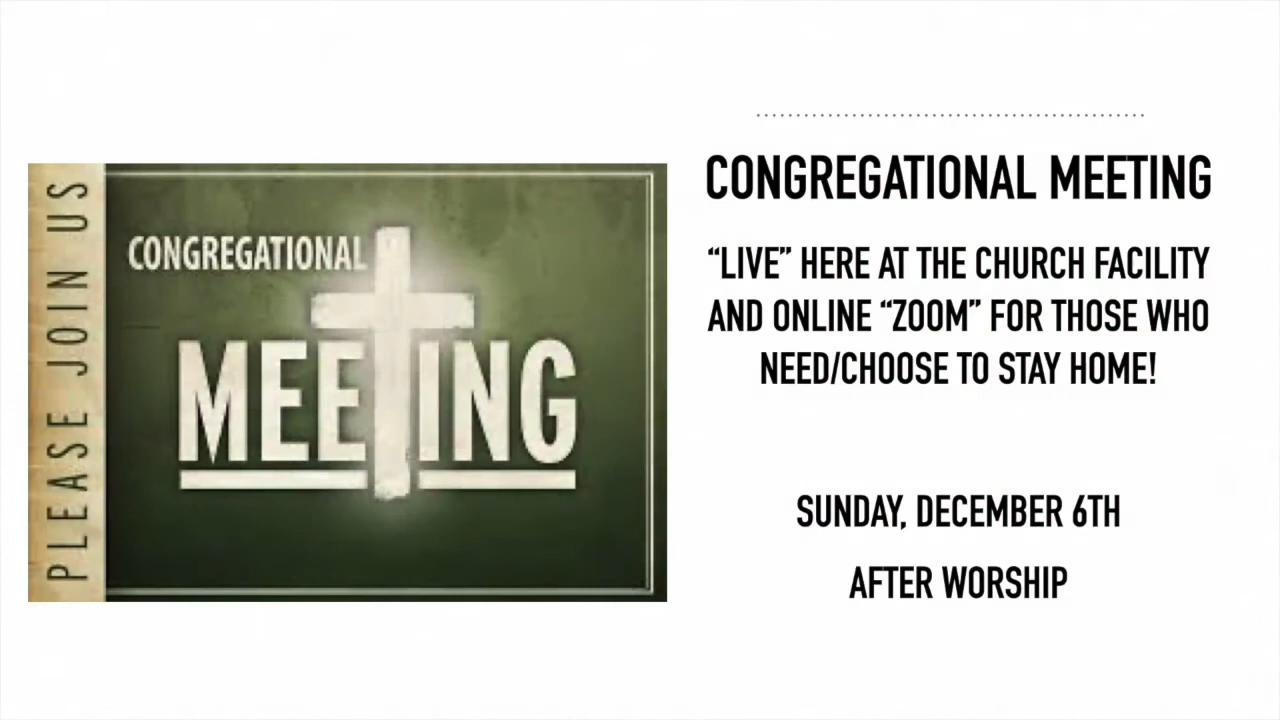 PLEASE JOIN US
CONGREGATIONAL
MEETING
CONGREGATIONAL MEETING
“LIVE” HERE AT THE CHURCH FACILITY
AND ONLINE “ZOOM” FOR THOSE WHO
NEED/CHOOSE TO STAY HOME!
SUNDAY, DECEMBER 6TH
AFTER WORSHIP